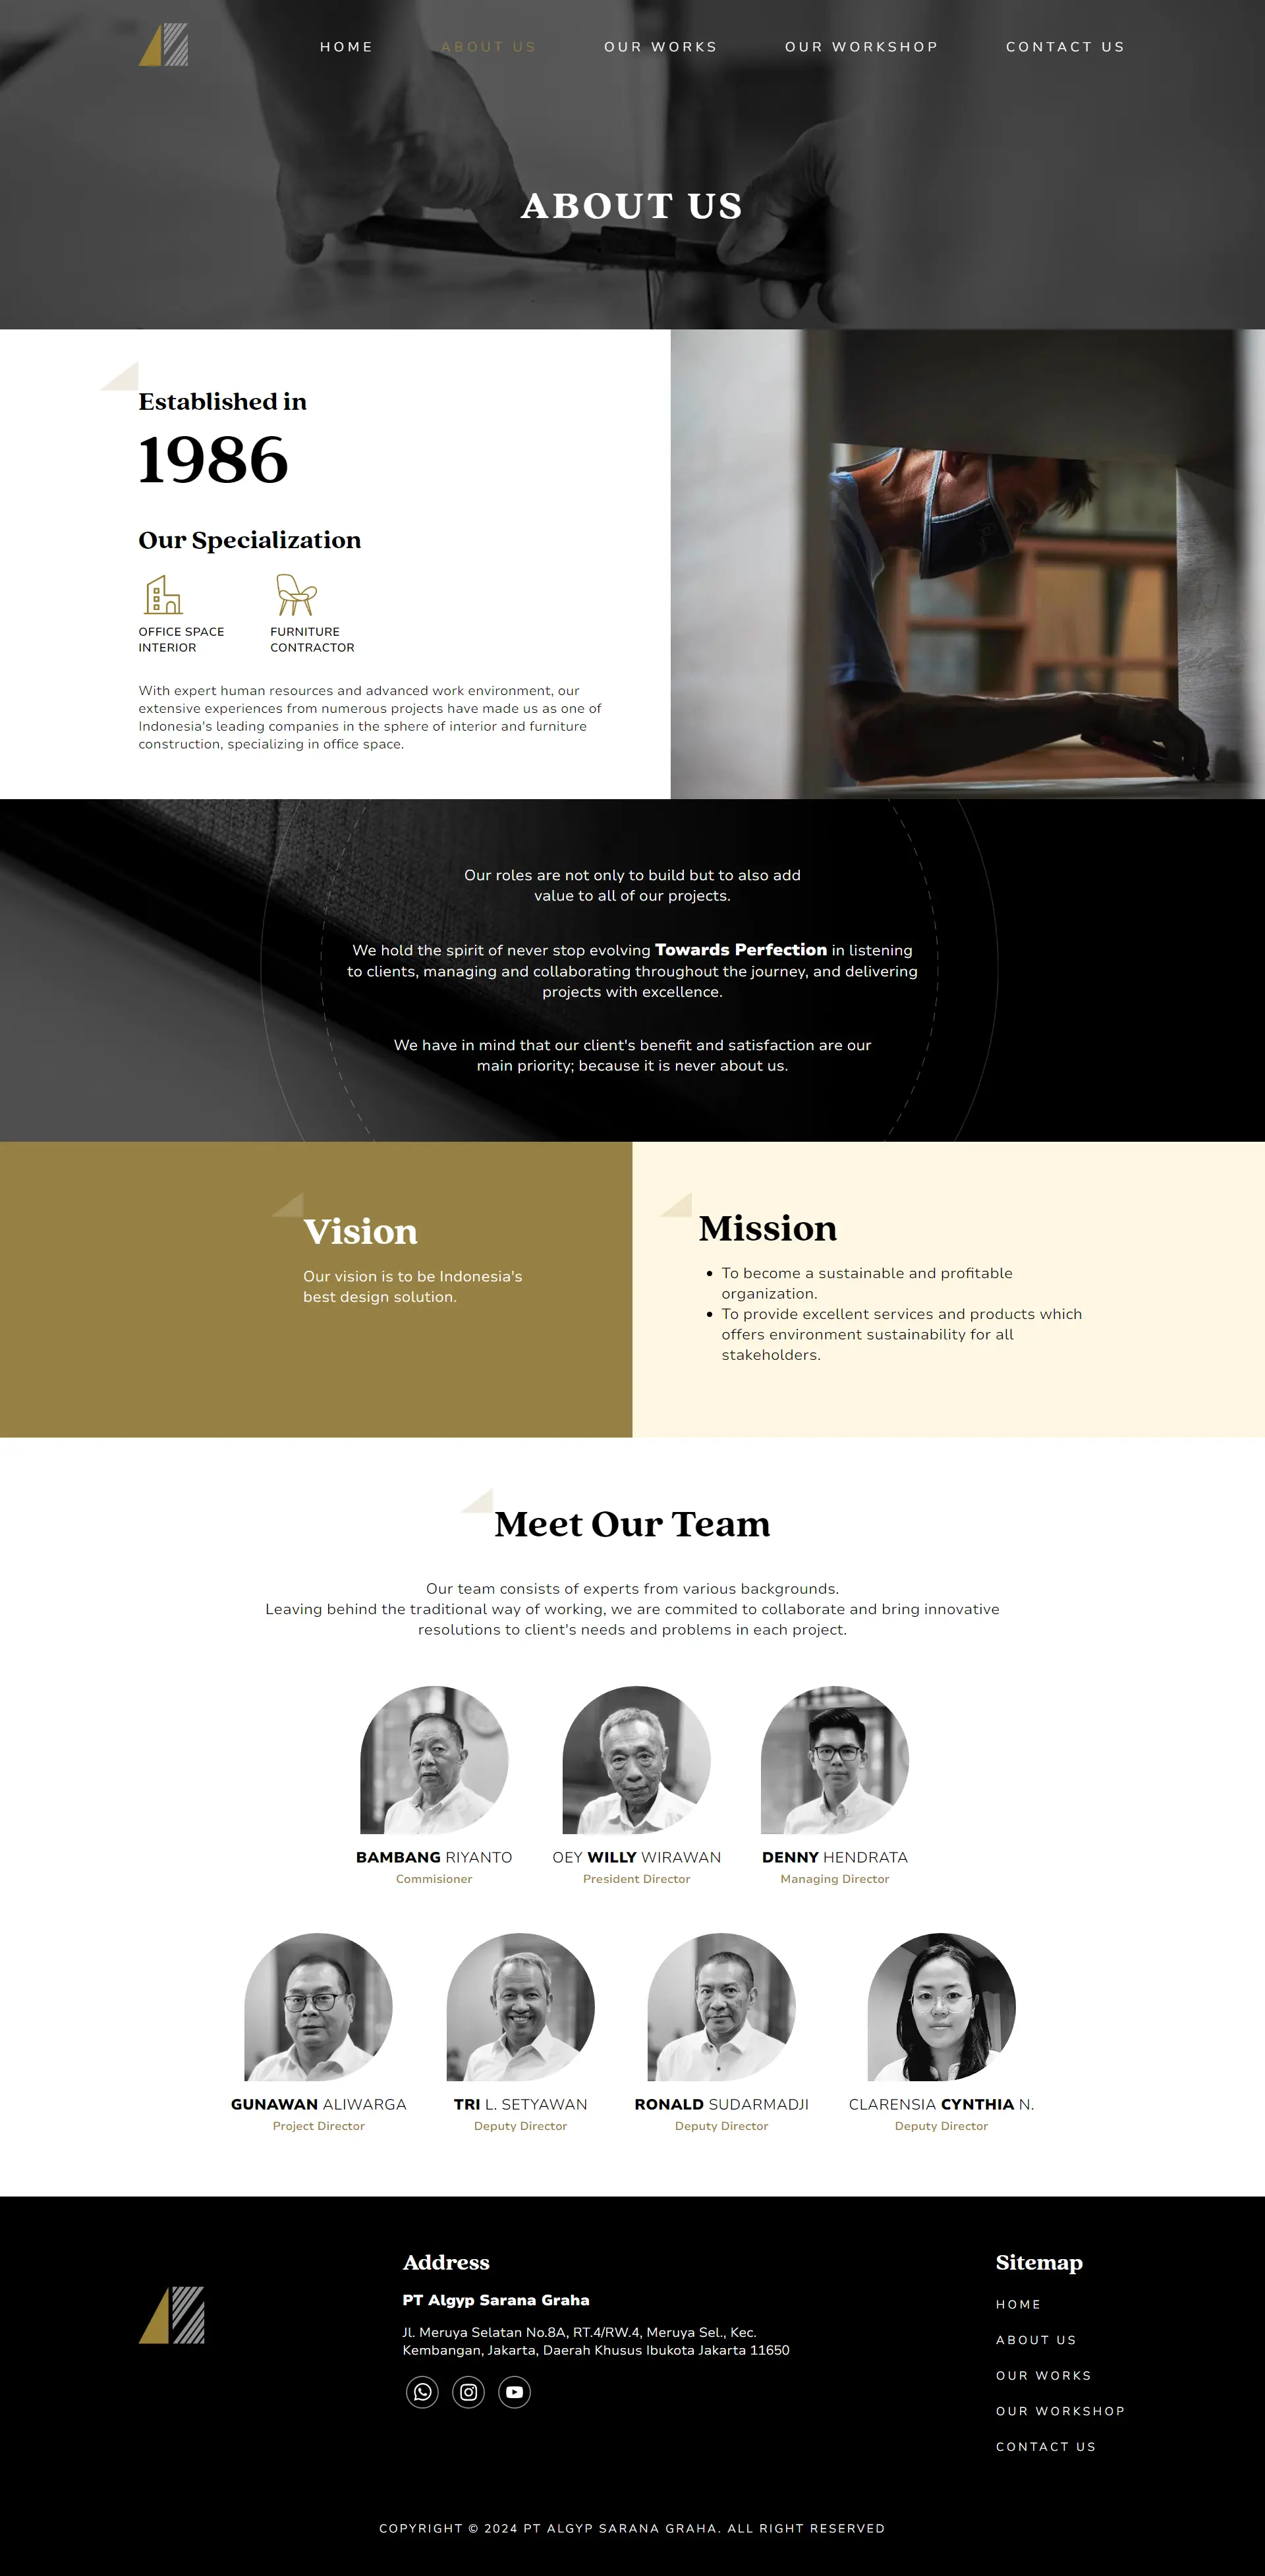 HOME
ABOUT US
OUR WORKS
OUR WORKSHOP
CONTACT US
ABOUT US
Established in
1986
Our Specialization
OFFICE SPACE
INTERIOR
FURNITURE
CONTRACTOR
With expert human resources and advanced work environment, our
extensive experiences from numerous projects have made us as one of
Indonesia's leading companies in the sphere of interior and furniture
construction, specializing in office space.
Our roles are not only to build but to also add
value to all of our projects.
We hold the spirit of never stop evolving Towards Perfection in listening
to clients, managing and collaborating throughout the journey, and delivering
projects with excellence.
We have in mind that our client's benefit and satisfaction are our
main priority; because it is never about us.
Vision
Our vision is to be Indonesia's
best design solution.
Mission
• To become a sustainable and profitable
organization.
• To provide excellent services and products which
offers environment sustainability for all
stakeholders.
Meet Our Team
Our team consists of experts from various backgrounds.
Leaving behind the traditional way of working, we are commited to collaborate and bring innovative
resolutions to client's needs and problems in each project.
BAMBANG RIYANTO
Commisioner
OEY WILLY WIRAWAN
President Director
DENNY HENDRATA
Managing Director
GUNAWAN ALIWARGA
Project Director
TRI L. SETYAWAN
Deputy Director
RONALD SUDARMADJI
Deputy Director
CLARENSIA CYNTHIA N.
Deputy Director
Address
PT Algyp Sarana Graha
Jl. Meruya Selatan No.8A, RT.4/RW.4, Meruya Sel., Kec.
Kembangan, Jakarta, Daerah Khusus Ibukota Jakarta 11650
Sitemap
HOME
ABOUT US
OUR WORKS
OUR WORKSHOP
CONTACT US
COPYRIGHT © 2024 PT ALGYP SARANA GRAHA. ALL RIGHT RESERVED